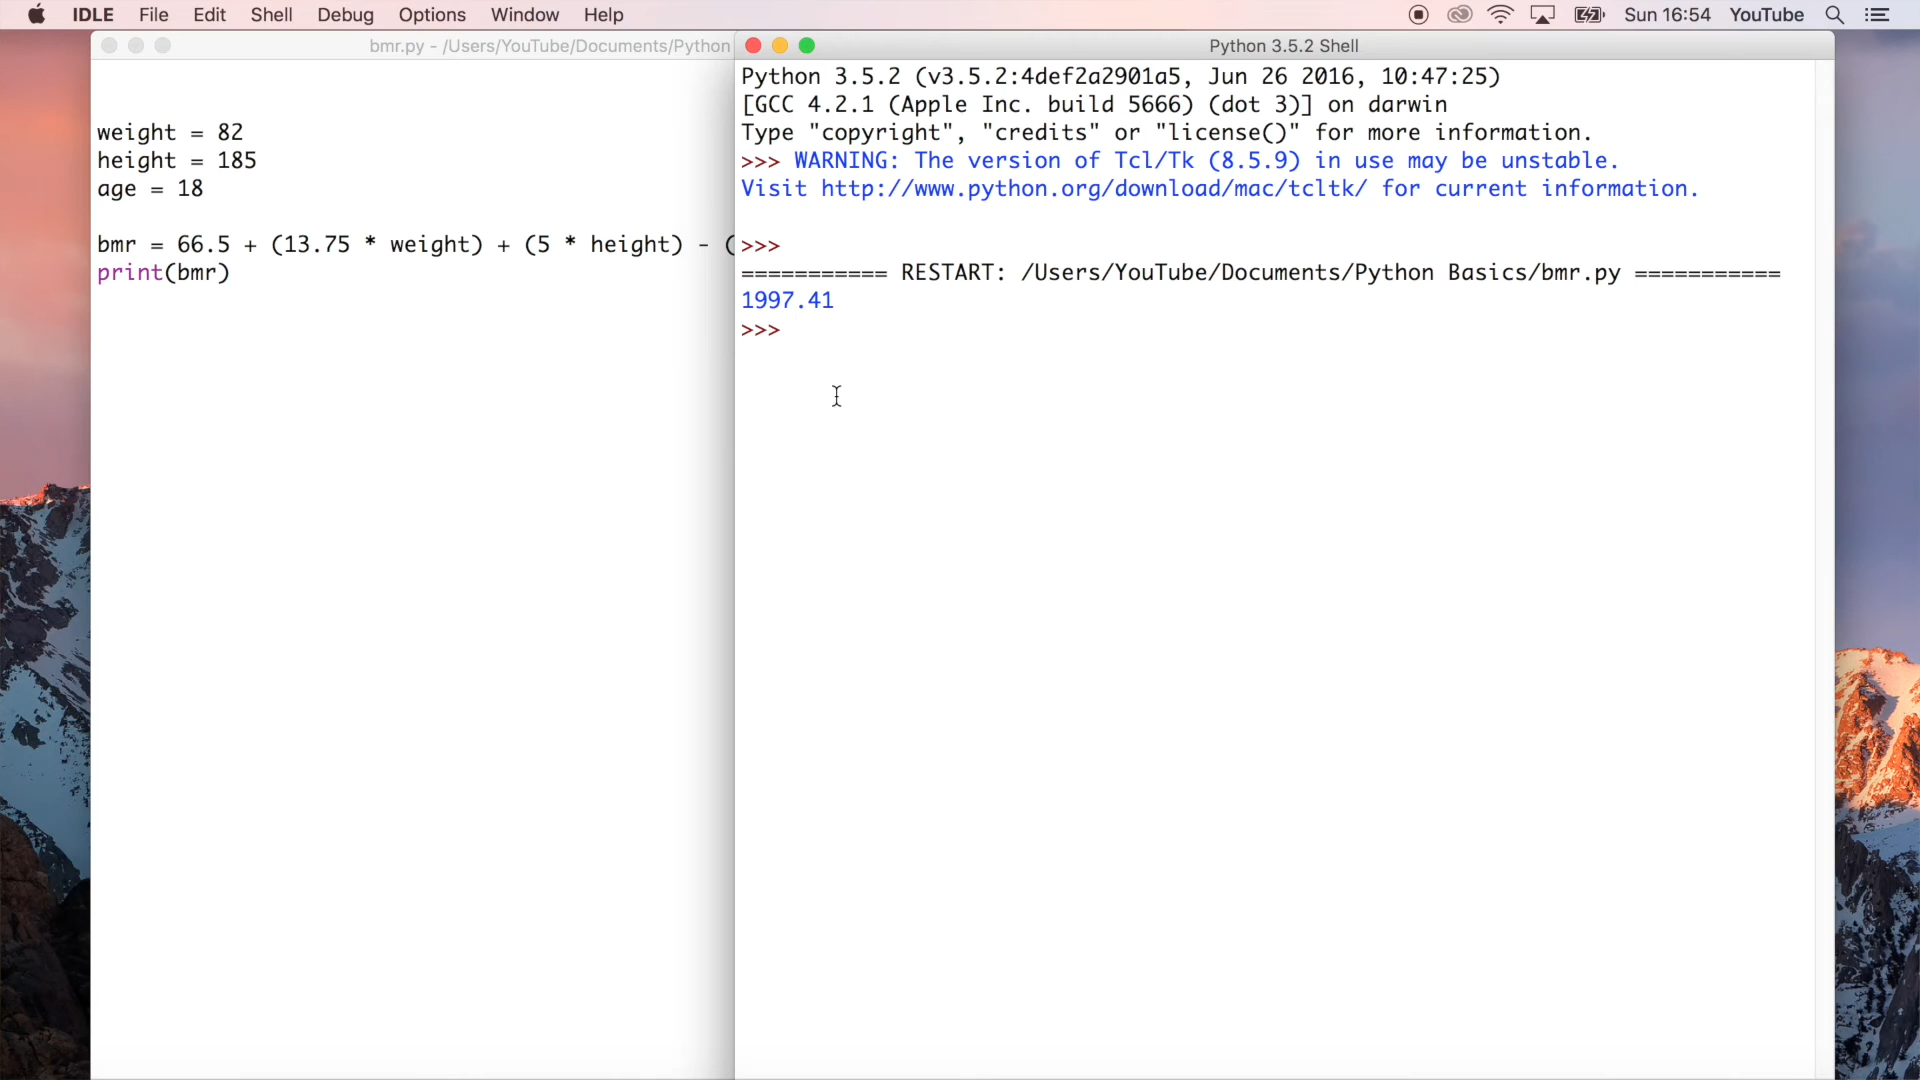 IDLE File Edit Shell Debug Options Window Help Sun 16:54 YouTube
bmr.py - /Users/YouTube/Documents/Python
weight = 82
height = 185
age = 18
bmr = 66.5 + (13.75 * weight) + (5 * height) - (
print(bmr)
Python 3.5.2 Shell
Python 3.5.2 (v3.5.2:4def2a2901a5, Jun 26 2016, 10:47:25)
[GCC 4.2.1 (Apple Inc. build 5666) (dot 3)] on darwin
Type "copyright", "credits" or "license()" for more information.
>>> WARNING: The version of Tcl/Tk (8.5.9) in use may be unstable.
Visit http://www.python.org/download/mac/tcltk/ for current information.
>>>
=========== RESTART: /Users/YouTube/Documents/Python Basics/bmr.py ===========
1997.41
>>>